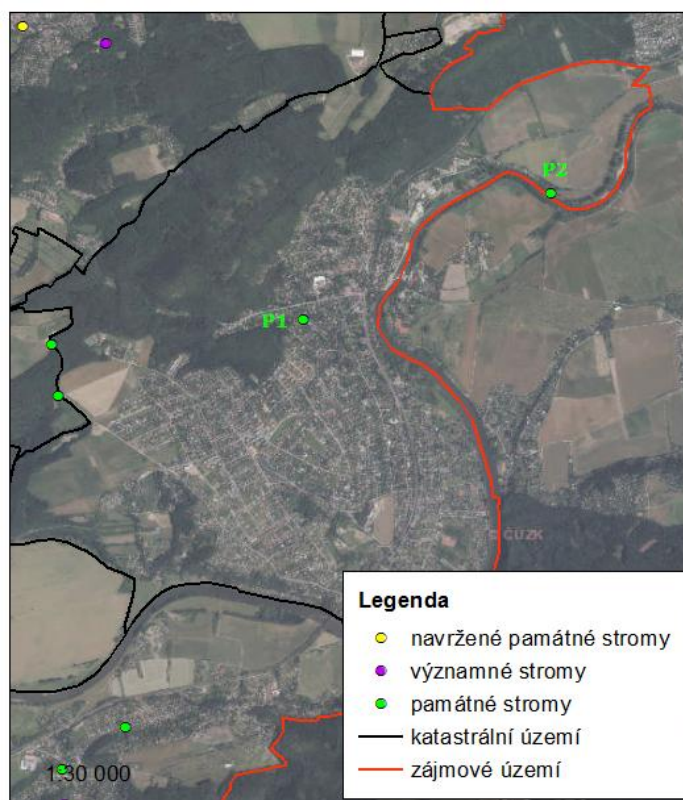 P2
P1
© ČÚZK
Legenda
navržené památné stromy
významné stromy
památné stromy
katastrální území
zájmové území
1:30 000